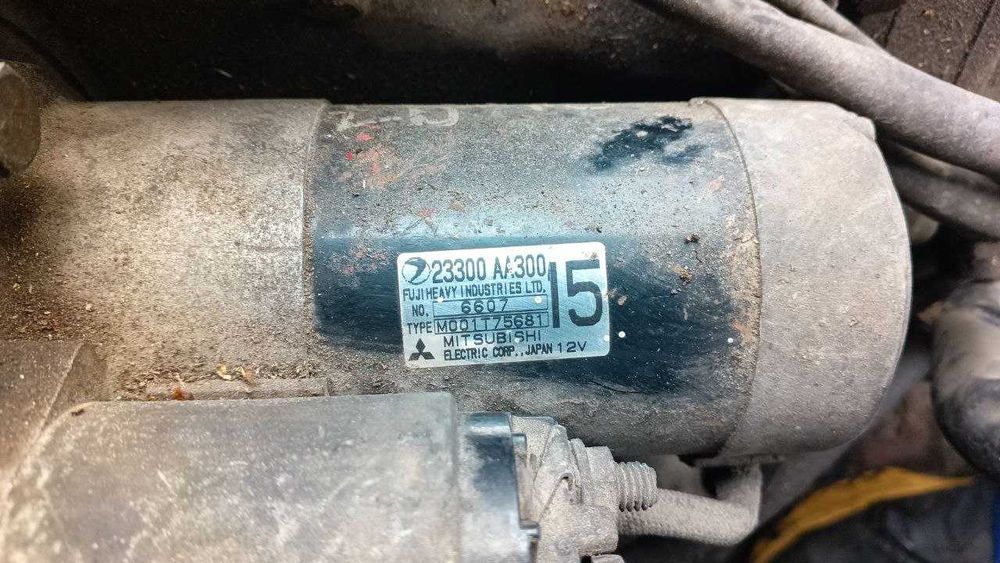 23300 AA300
15
FUJI HEAVY INDUSTRIES LTD.
NO. 6607
TYPE M001T75681
MITSUBISHI
ELECTRIC CORP., JAPAN 12V